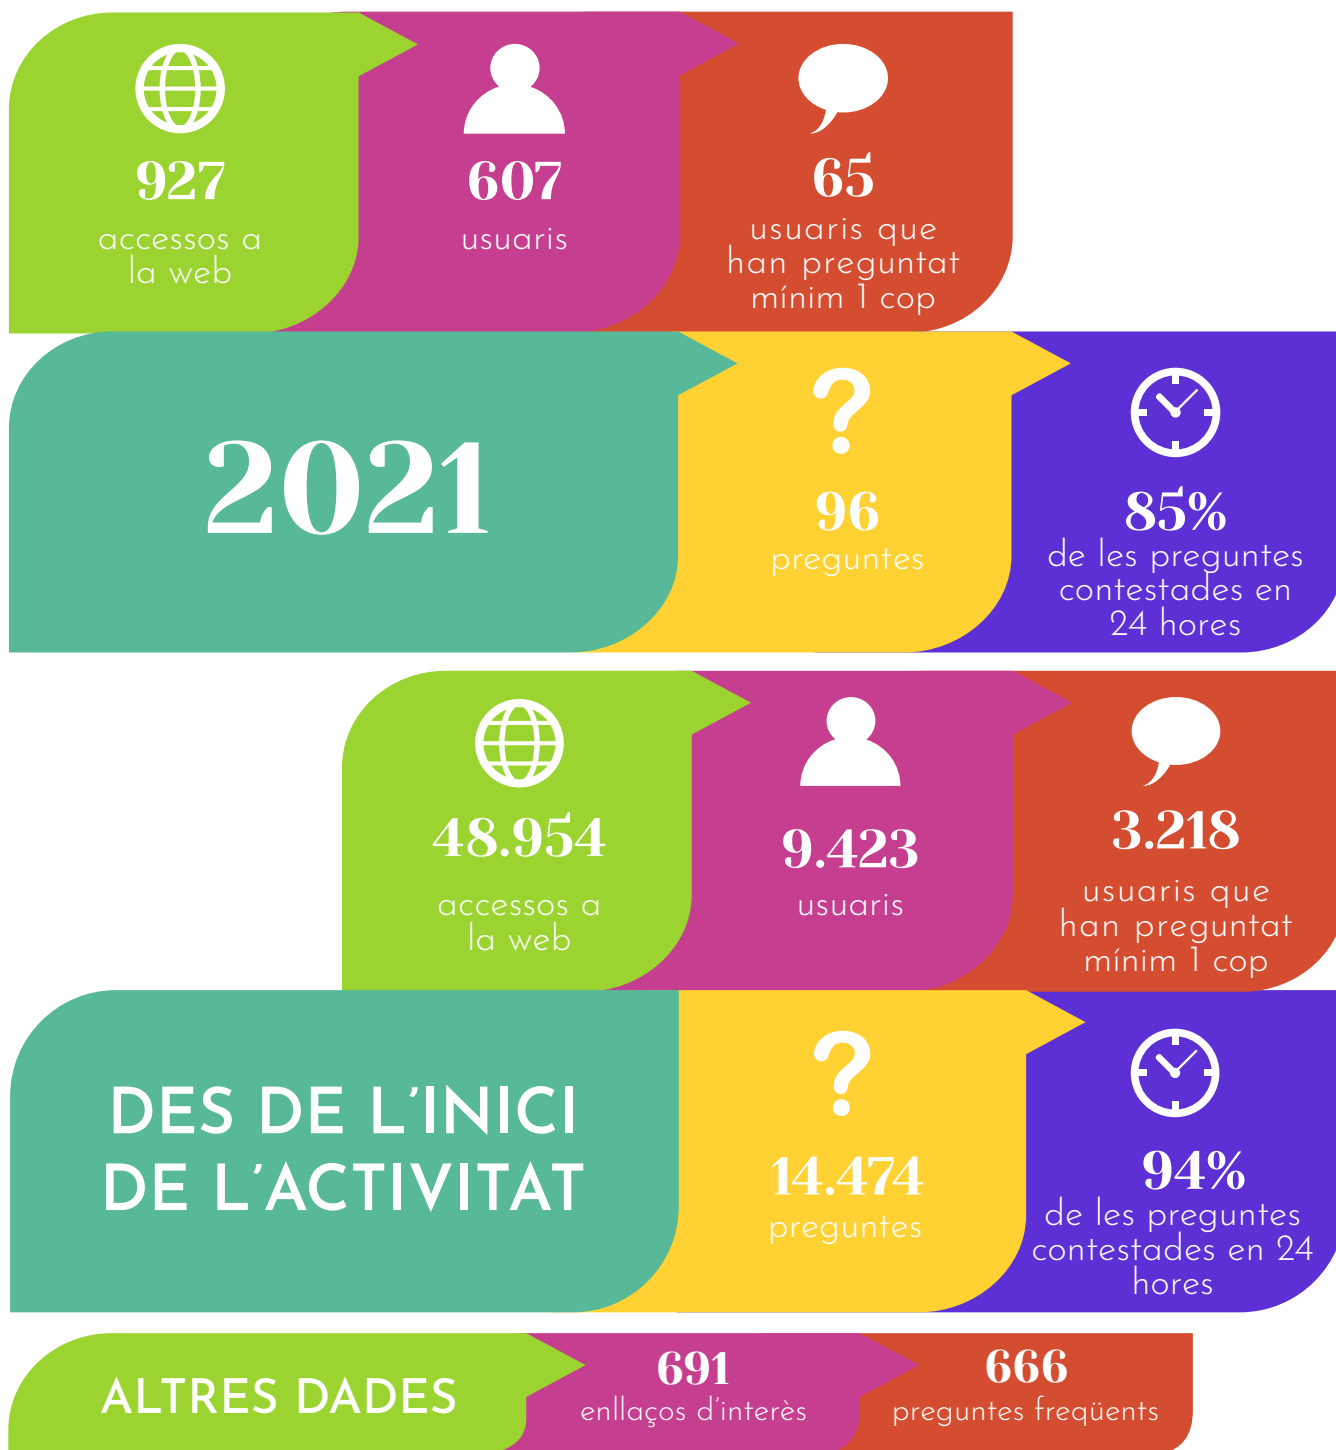 927
accessos a
la web
607
usuaris
65
usuaris que
han preguntat
mínim 1 cop
2021
96
preguntes
85%
de les preguntes
contestades en
24 hores
48.954
accessos a
la web
9.423
usuaris
3.218
usuaris que
han preguntat
mínim 1 cop
DES DE L'INICI
DE L'ACTIVITAT
14.474
preguntes
94%
de les preguntes
contestades en 24
hores
ALTRES DADES
691
enllaços d'interès
666
preguntes freqüents